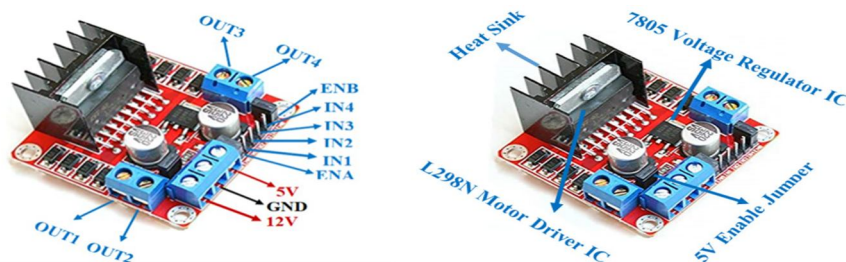 OUT3
OUT4
ENB
IN4
IN3
IN2
IN1
ENA
5V
GND
12V
OUT1 OUT2
Heat Sink
7805 Voltage Regulator IC
L298N Motor Driver IC
5V Enable Jumper